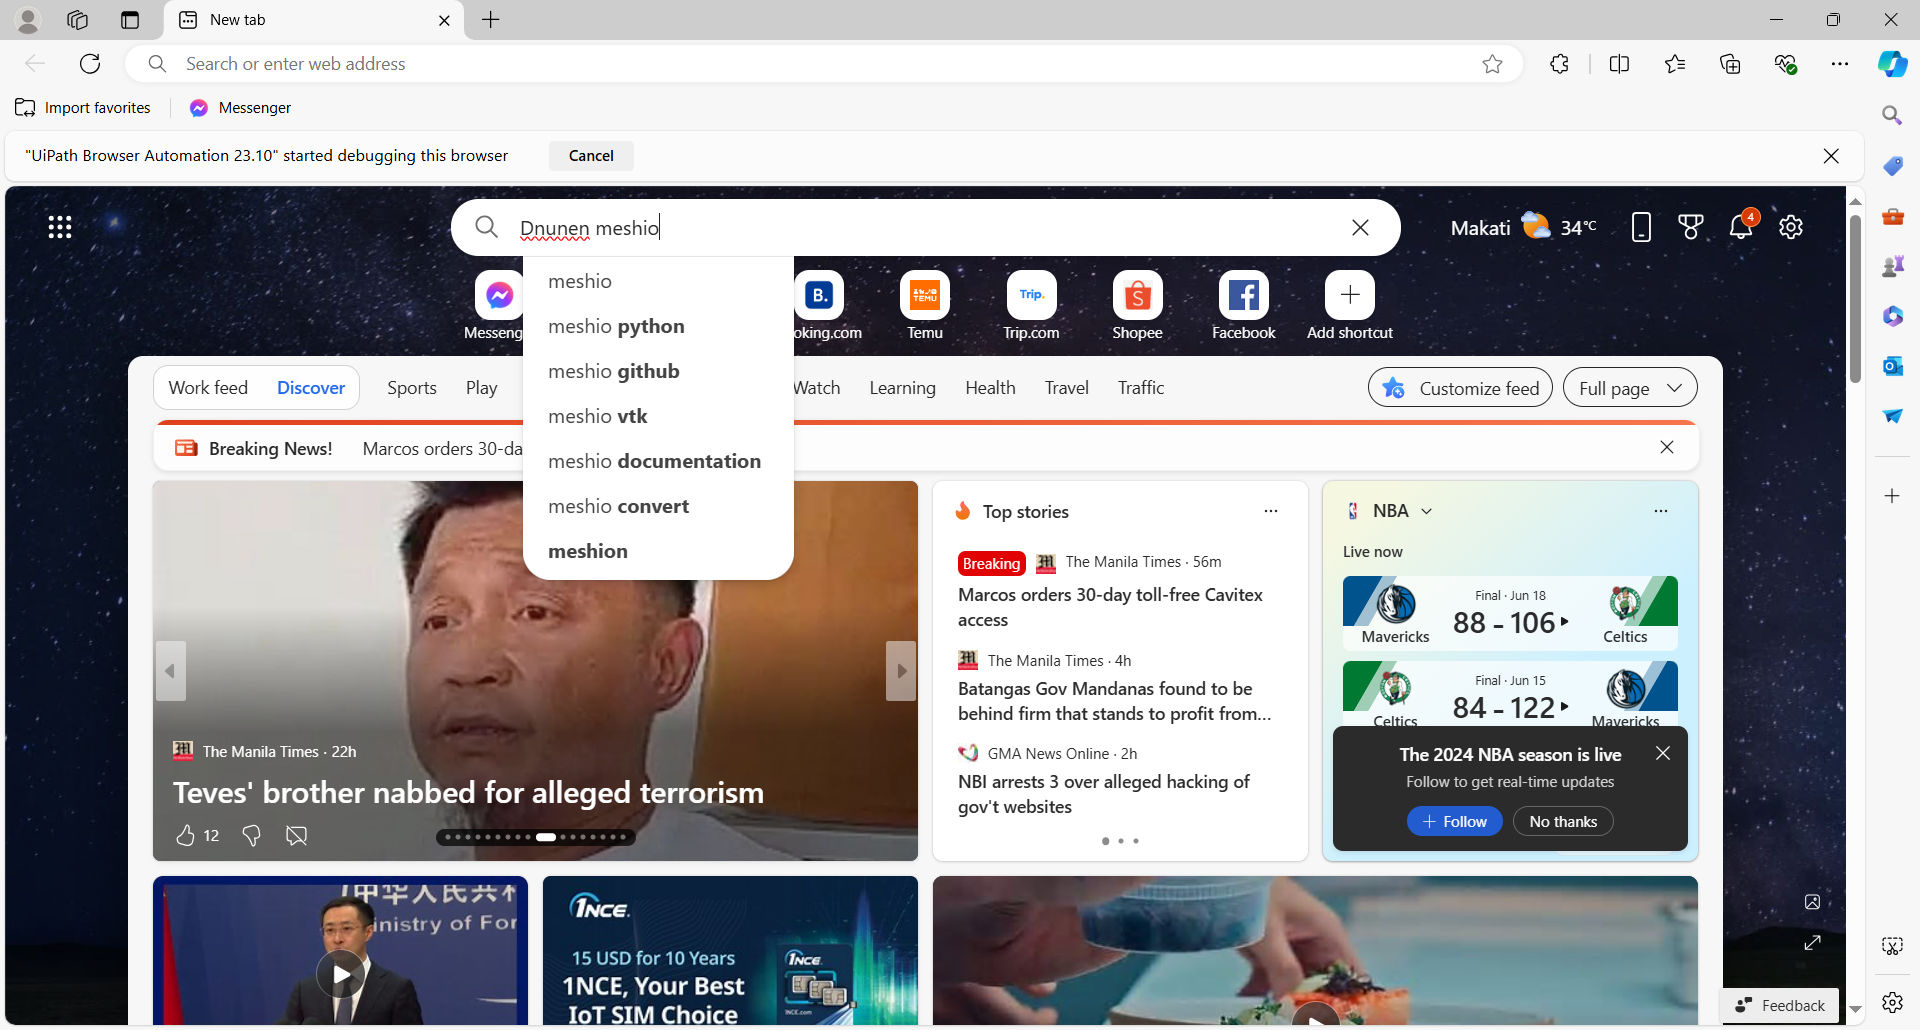 New tab
Search or enter web address
Import favorites
Messenger
"UiPath Browser Automation 23.10" started debugging this browser
Cancel
Dnunen meshio
Makati
34°C
4
meshio
meshio python
meshio github
meshio vtk
meshio documentation
meshio convert
meshion
Messeng
B.
oking.com
TEMU
Temu
Trip.
Trip.com
Shopee
Facebook
Add shortcut
Work feed
Discover
Sports
Play
Watch
Learning
Health
Travel
Traffic
Customize feed
Full page
Breaking News!
Marcos orders 30-da
The Manila Times · 22h
Teves' brother nabbed for alleged terrorism
12
Top stories
Breaking
The Manila Times · 56m
Marcos orders 30-day toll-free Cavitex
access
The Manila Times · 4h
Batangas Gov Mandanas found to be
behind firm that stands to profit from...
GMA News Online · 2h
NBI arrests 3 over alleged hacking of
gov't websites
NBA
Live now
Final · Jun 18
88 - 106
Mavericks
Celtics
Final · Jun 15
84 - 122
Celtics
Mavericks
The 2024 NBA season is live
Follow to get real-time updates
Follow
No thanks
中华人民共和
inistry of For
1NCE.
15 USD for 10 Years
1NCE, Your Best
IoT SIM Choice
1NCE.
1NCE.com
Feedback